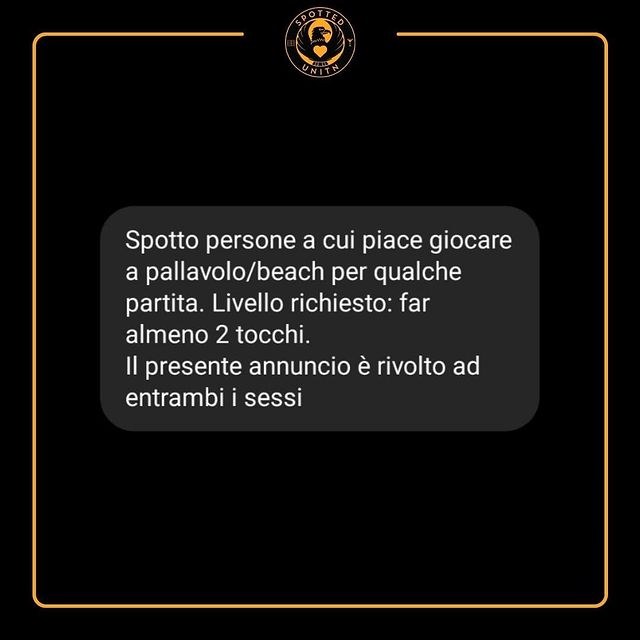 SPOTTED
UNITN
Spotto persone a cui piace giocare
a pallavolo/beach per qualche
partita. Livello richiesto: far
almeno 2 tocchi.
Il presente annuncio è rivolto ad
entrambi i sessi